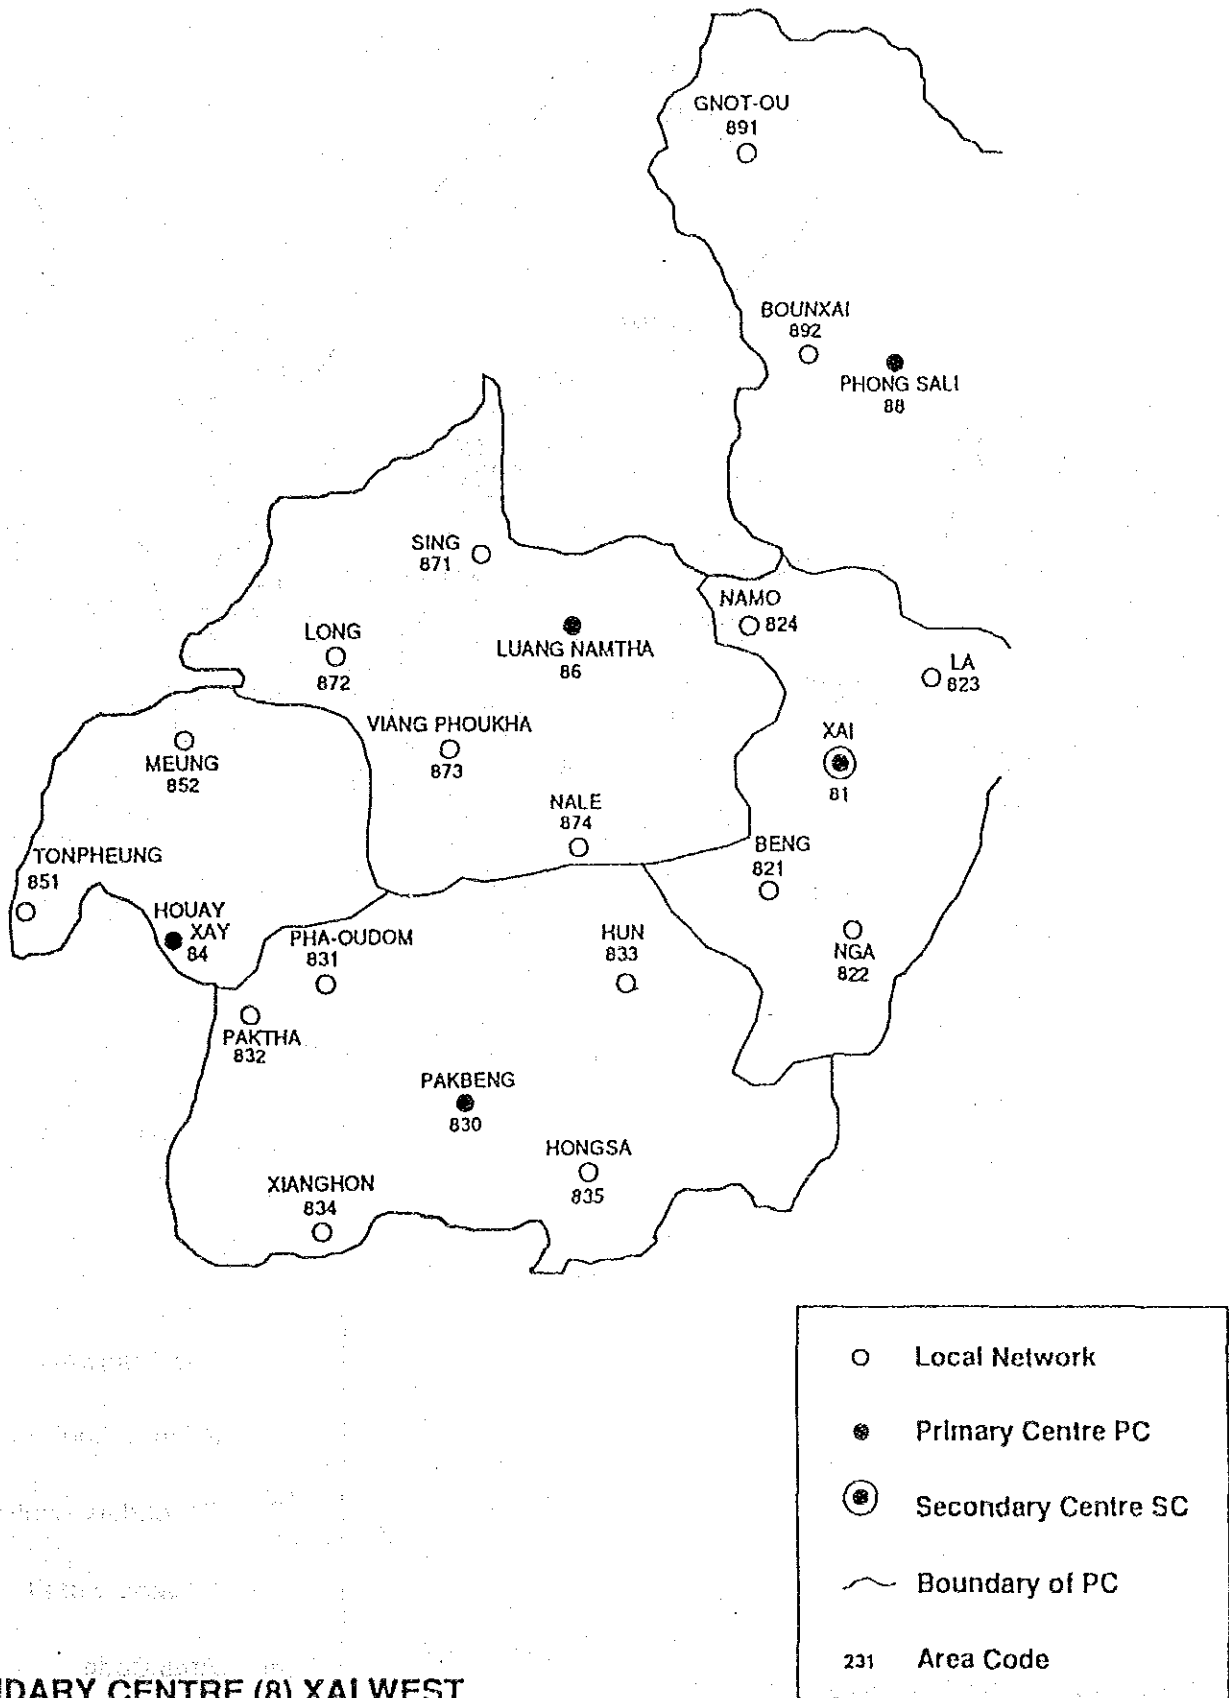 GNOT-OU
891
BOUNXAI
892
PHONG SALI
88
SING
871
NAMO
824
LONG
872
LUANG NAMTHA
86
LA
823
VIANG PHOUKHA
873
XAI
81
MEUNG
852
NALE
874
BENG
821
TONPHEUNG
851
HOUAY
XAY
84
PHA-OUDOM
831
HUN
833
NGA
822
PAKTHA
832
PAKBENG
830
HONGSA
835
XIANGHON
834
Local Network
Primary Centre PC
Secondary Centre SC
Boundary of PC
231 Area Code
NDARY CENTRE (8) XAI WEST